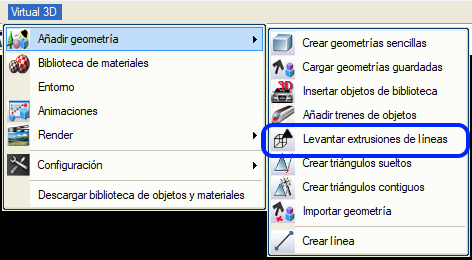 Virtual 3D
Añadir geometría
Biblioteca de materiales
Entorno
Animaciones
Render
Configuración
Descargar biblioteca de objetos y materiales
Crear geometrías sencillas
Cargar geometrías guardadas
Insertar objetos de biblioteca
Añadir trenes de objetos
Levantar extrusiones de líneas
Crear triángulos sueltos
Crear triángulos contiguos
Importar geometría
Crear línea